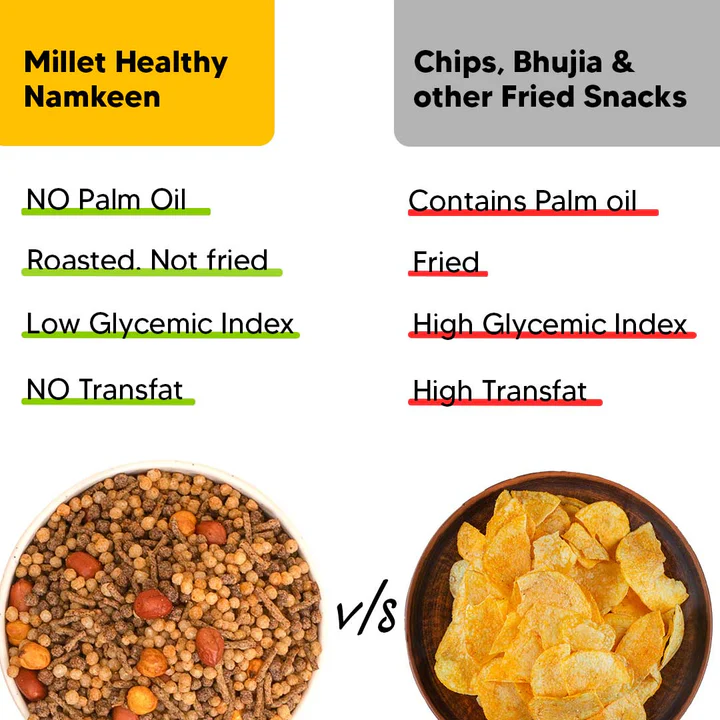 Millet Healthy
Namkeen
Chips, Bhujia &
other Fried Snacks
NO Palm Oil
Roasted. Not fried
Low Glycemic Index
NO Transfat
Contains Palm oil
Fried
High Glycemic Index
High Transfat
v/s